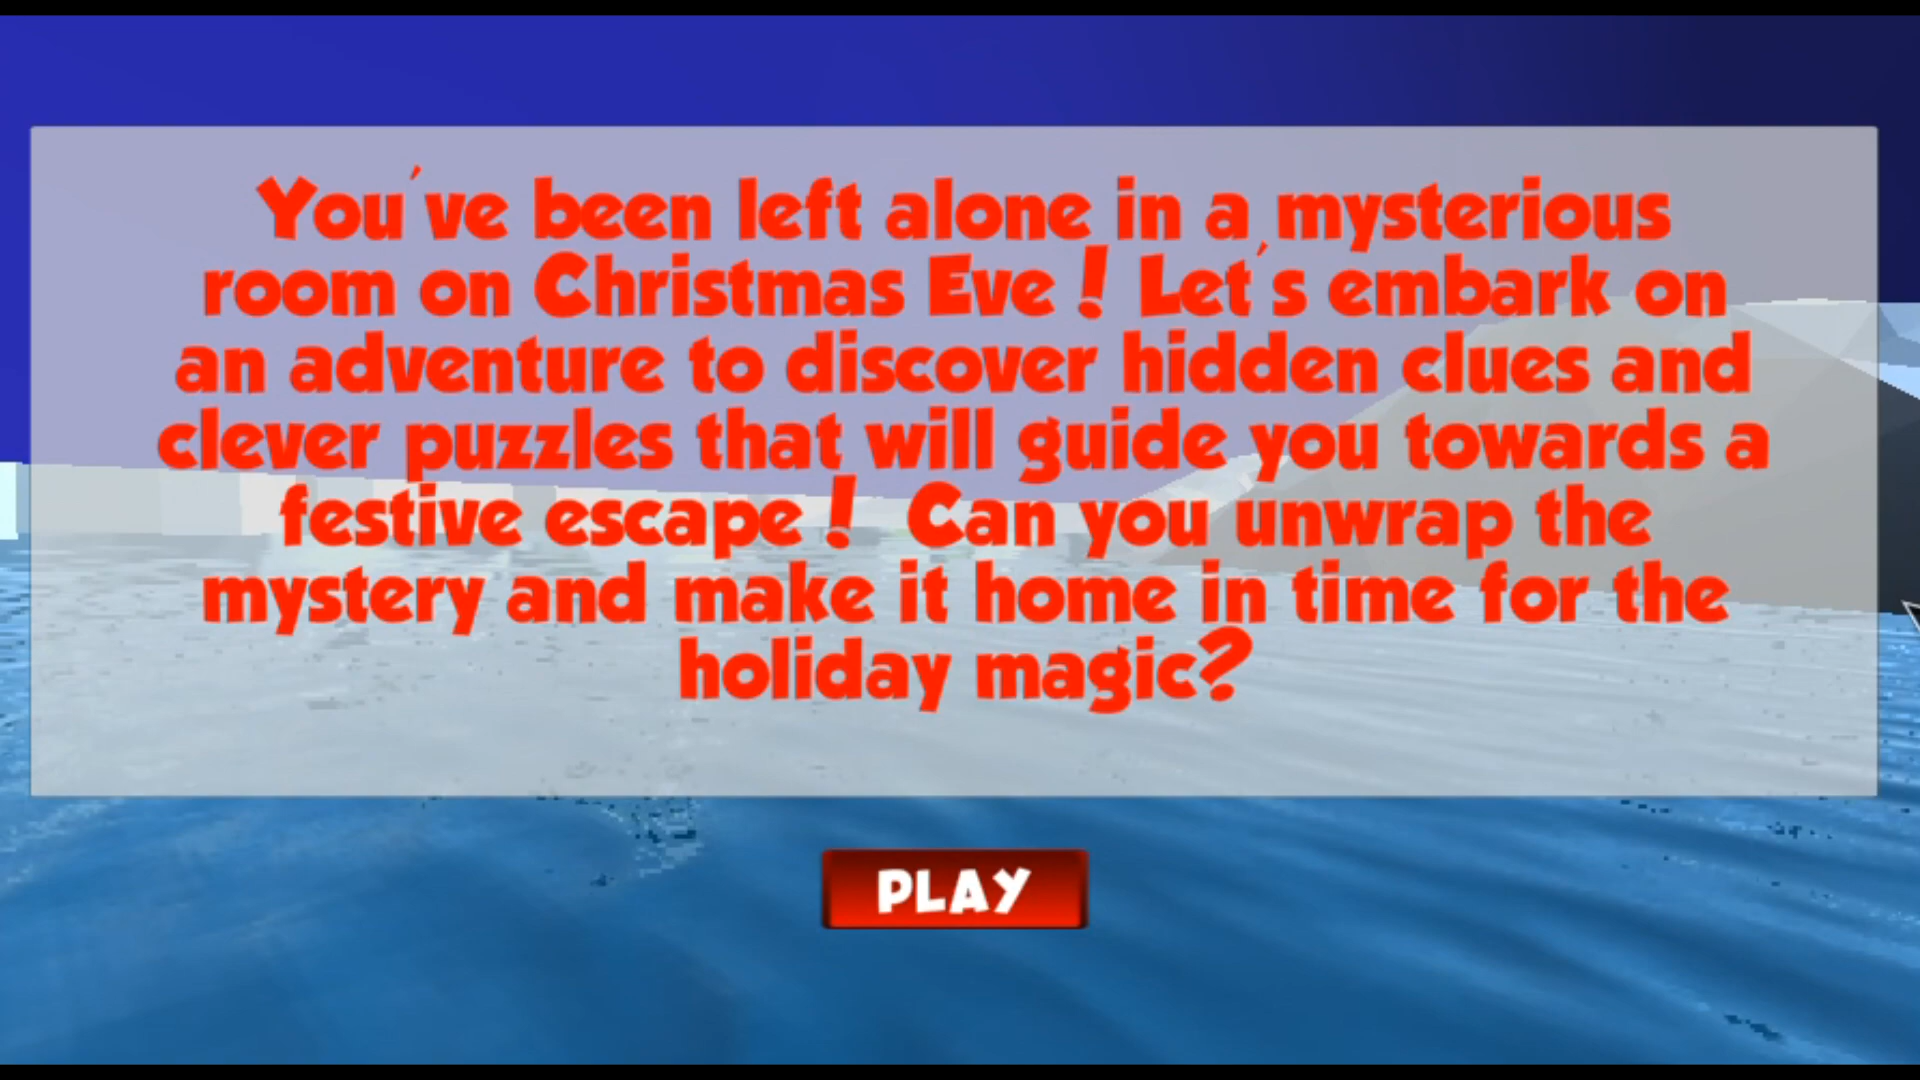 You've been left alone in a mysterious
room on Christmas Eve! Let's embark on
an adventure to discover hidden clues and
clever puzzles that will guide you towards a
festive escape! Can you unwrap the
mystery and make it home in time for the
holiday magic?
PLAY